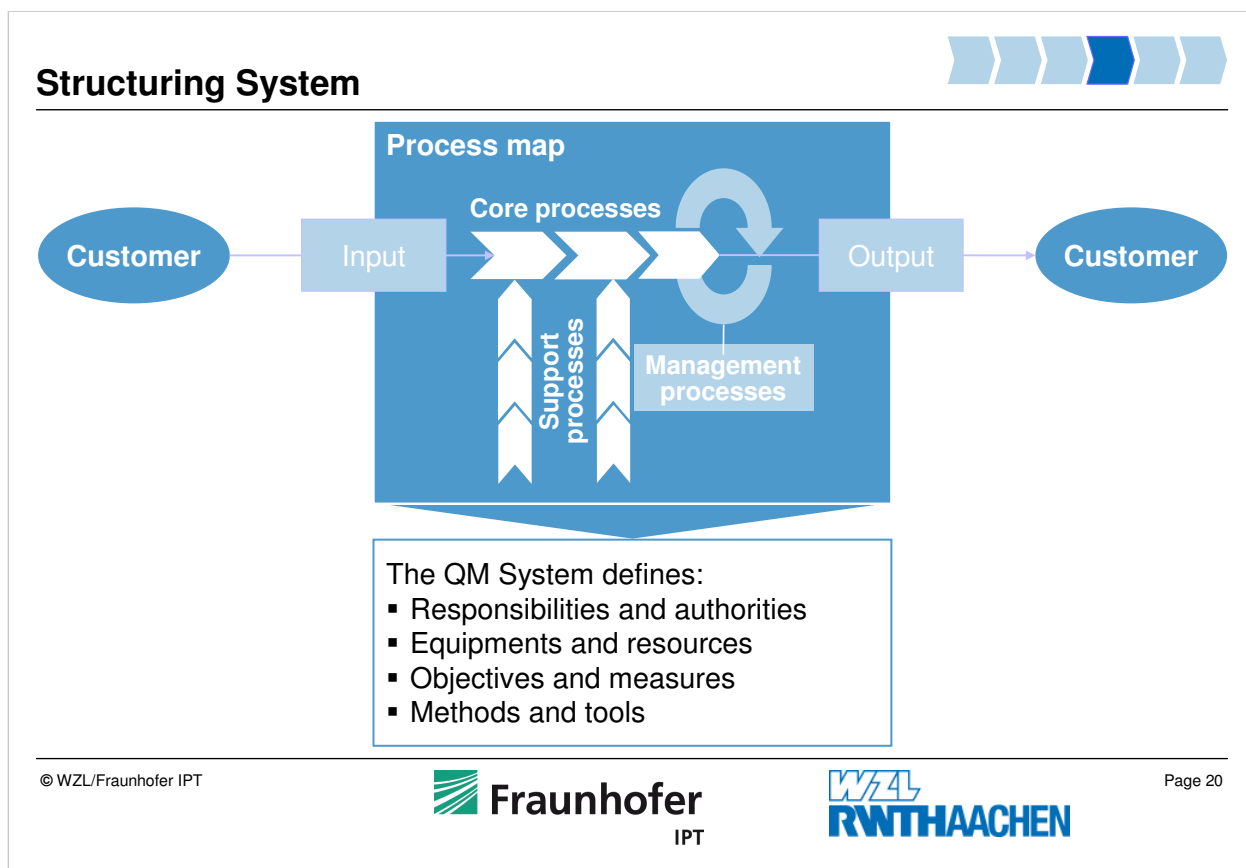 Structuring System
Process map
Core processes
Customer
Input
Output
Customer
Support
processes
Management
processes
The QM System defines:
▪ Responsibilities and authorities
▪ Equipments and resources
▪ Objectives and measures
▪ Methods and tools
© WZL/Fraunhofer IPT
Fraunhofer
IPT
WZL
RWTHAACHEN
Page 20